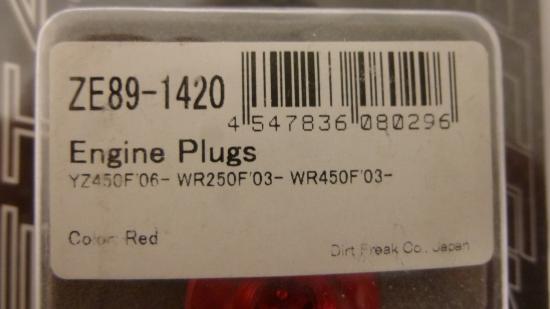 ZE89-1420
4 547836 080296
Engine Plugs
YZ450F'06- WR250F'03- WR450F'03-
Color: Red
Dirt Freak Co., Japan